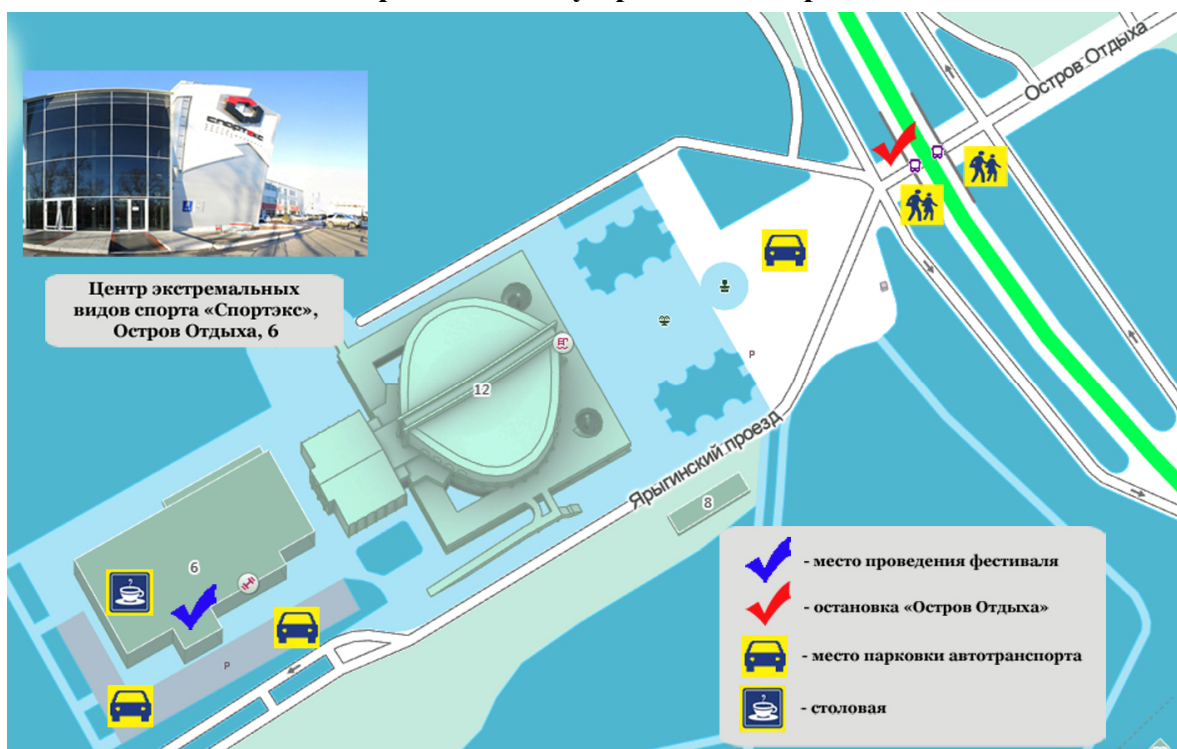 Остров Отдыха
СПОРТЭКС
Центр экстремальных
видов спорта «Спортэкс»,
Остров Отдыха, 6
12
P
Ярыгинский проезд
8
6
P
- место проведения фестиваля
- остановка «Остров Отдыха»
- место парковки автотранспорта
- столовая